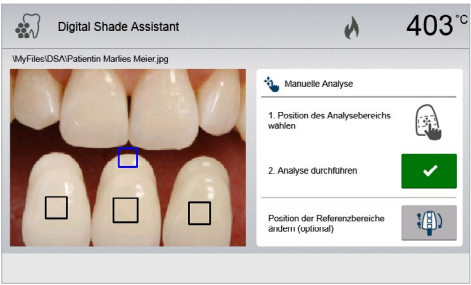 Digital Shade Assistant
403°C
\MyFiles\DSA\Patientin Marlies Meier.jpg
Manuelle Analyse
1. Position des Analysebereichs
wählen
2. Analyse durchführen
Position der Referenzbereiche
ändern (optional)